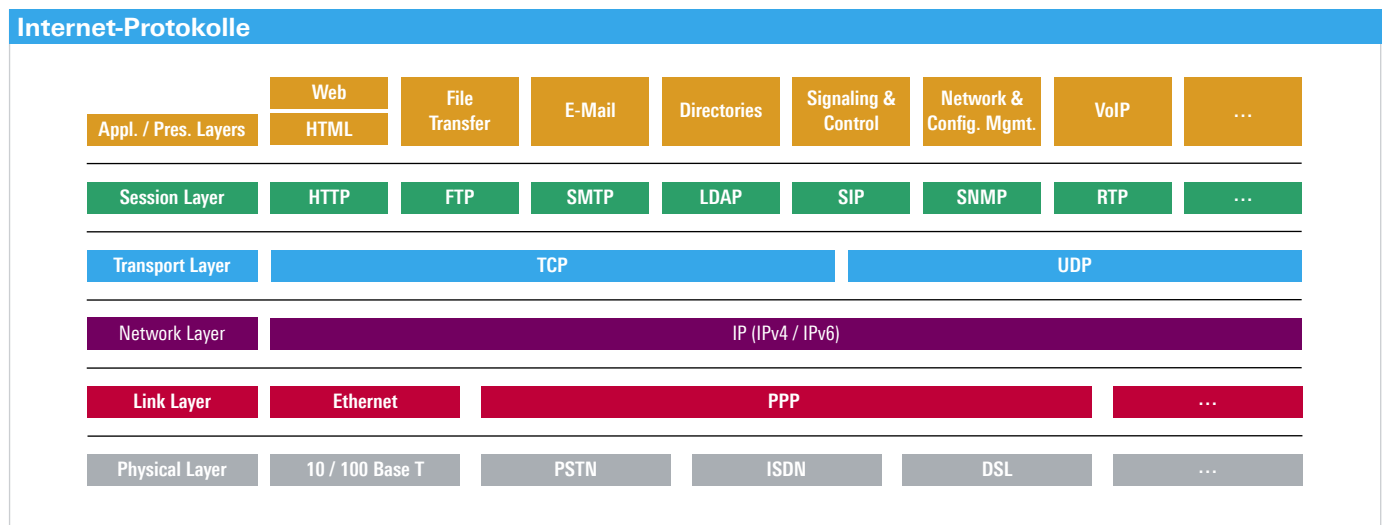 Internet-Protokolle
Appl. / Pres. Layers
Web
HTML
File
Transfer
E-Mail
Directories
Signaling &
Control
Network &
Config. Mgmt.
VoIP
...
Session Layer
HTTP
FTP
SMTP
LDAP
SIP
SNMP
RTP
...
Transport Layer
TCP
UDP
Network Layer
IP (IPv4 / IPv6)
Link Layer
Ethernet
PPP
...
Physical Layer
10 / 100 Base T
PSTN
ISDN
DSL
...